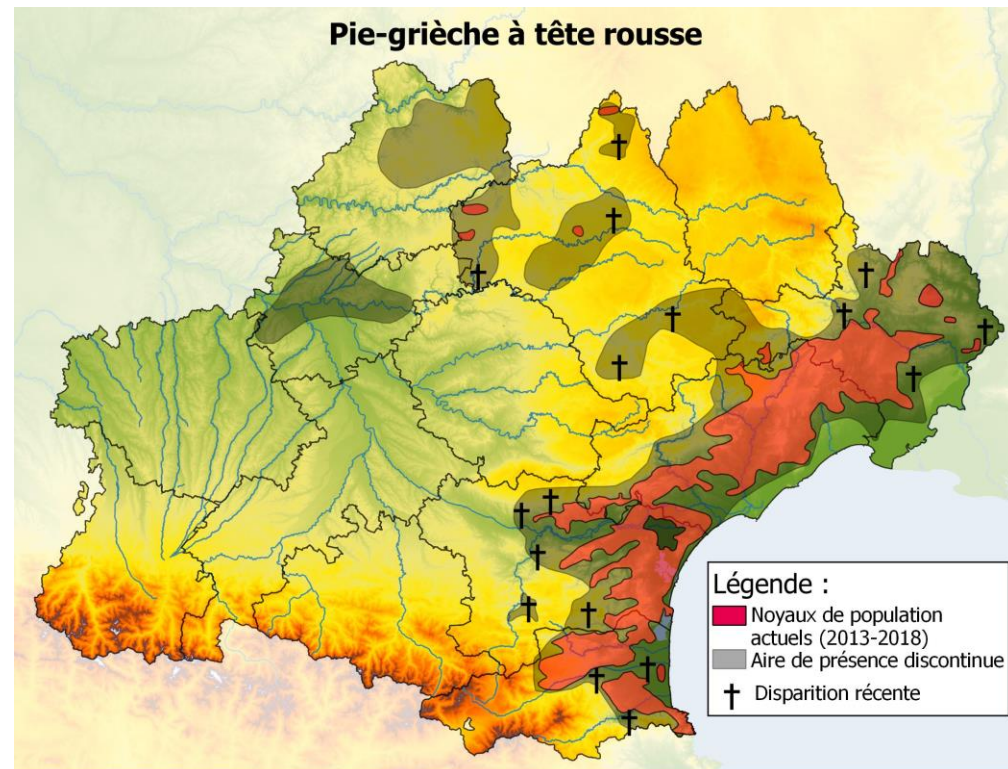 Pie-grièche à tête rousse
Légende :
Noyaux de population
actuels (2013-2018)
Aire de présence discontinue
Disparition récente